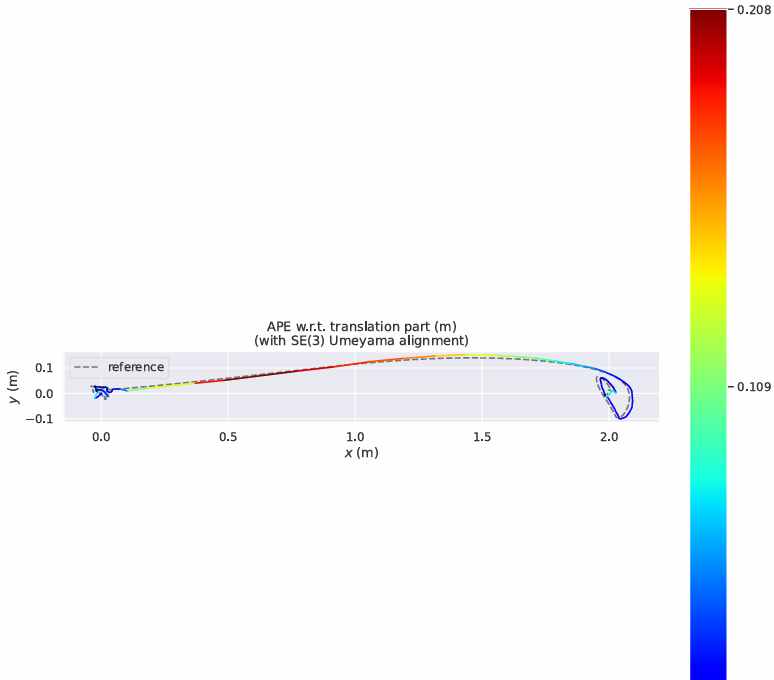 0.208
0.109
APE w.r.t. translation part (m)
(with SE(3) Umeyama alignment)
reference
0.1
0.0
−0.1
y (m)
0.0
0.5
1.0
1.5
2.0
x (m)